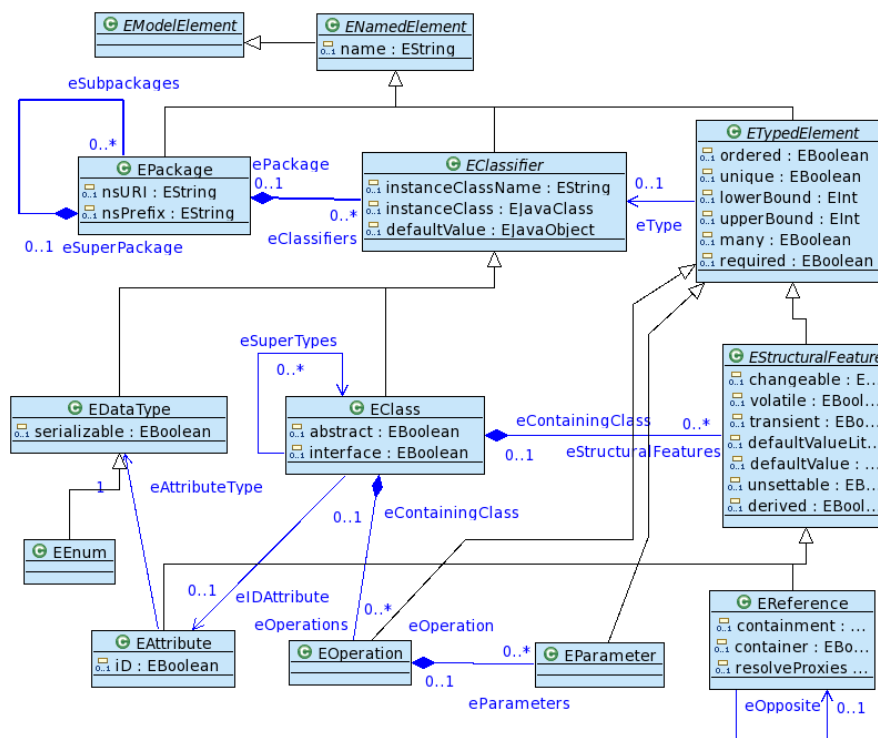 EModelElement
ENamedElement
name : EString
eSubpackages
0..*
EPackage
nsURI : EString
nsPrefix : EString
0..1
eSuperPackage
ePackage
0..1
0..*
eClassifiers
EClassifier
instanceClassName : EString
instanceClass : EJavaClass
defaultValue : EJavaObject
0..1
eType
ETypedElement
ordered : EBoolean
unique : EBoolean
lowerBound : EInt
upperBound : EInt
many : EBoolean
required : EBoolean
eSuperTypes
0..*
EDataType
serializable : EBoolean
EClass
abstract : EBoolean
interface : EBoolean
eContainingClass
0..1
0..*
eStructuralFeatures
EStructuralFeature
changeable : E...
volatile : EBool...
transient : EBo...
defaultValueLit...
defaultValue : ...
unsettable : EB...
derived : EBool...
1
eAttributeType
0..1
eContainingClass
EEnum
0..1
eIDAttribute
0..*
eOperations
EAttribute
iD : EBoolean
EOperation
eOperation
0..1
0..*
eParameters
EParameter
EReference
containment : ...
container : EBo...
resolveProxies ...
eOpposite
0..1